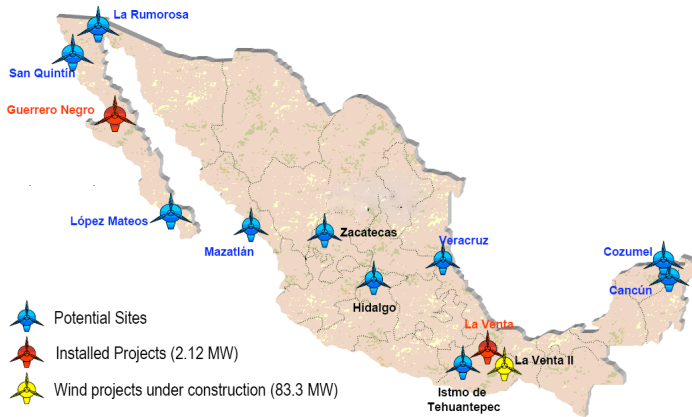 La Rumorosa
San Quintín
Guerrero Negro
López Mateos
Mazatlán
Zacatecas
Veracruz
Cozumel
Cancún
Hidalgo
La Venta
La Venta II
Istmo de
Tehuantepec
Potential Sites
Installed Projects (2.12 MW)
Wind projects under construction (83.3 MW)